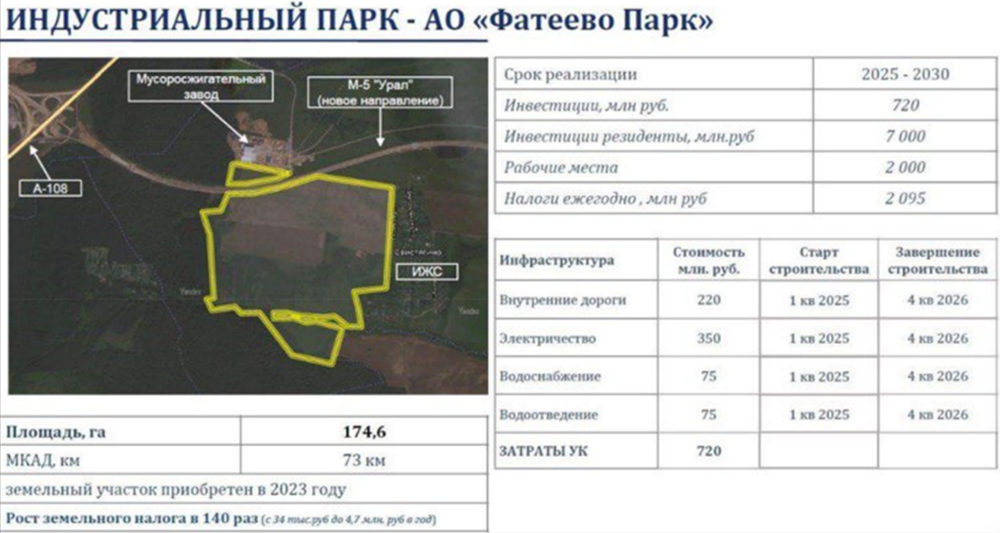 ИНДУСТРИАЛЬНЫЙ ПАРК - АО «Фатеево Парк»
Мусоросжигательный
завод
М-5 "Урал"
(новое направление)
А-108
Свистягино
ИЖС
Yandex
Yandex
Площадь, га 174,6
МКАД, км 73 км
земельный участок приобретен в 2023 году
Рост земельного налога в 140 раз (с 34 тыс.руб до 4,7 млн. руб в год)
Срок реализации 2025 - 2030
Инвестиции, млн руб. 720
Инвестиции резиденты, млн.руб 7 000
Рабочие места 2 000
Налоги ежегодно , млн руб 2 095
Инфраструктура Стоимость млн. руб. Старт строительства Завершение строительства
Внутренние дороги 220 1 кв 2025 4 кв 2026
Электричество 350 1 кв 2025 4 кв 2026
Водоснабжение 75 1 кв 2025 4 кв 2026
Водоотведение 75 1 кв 2025 4 кв 2026
ЗАТРАТЫ УК 720